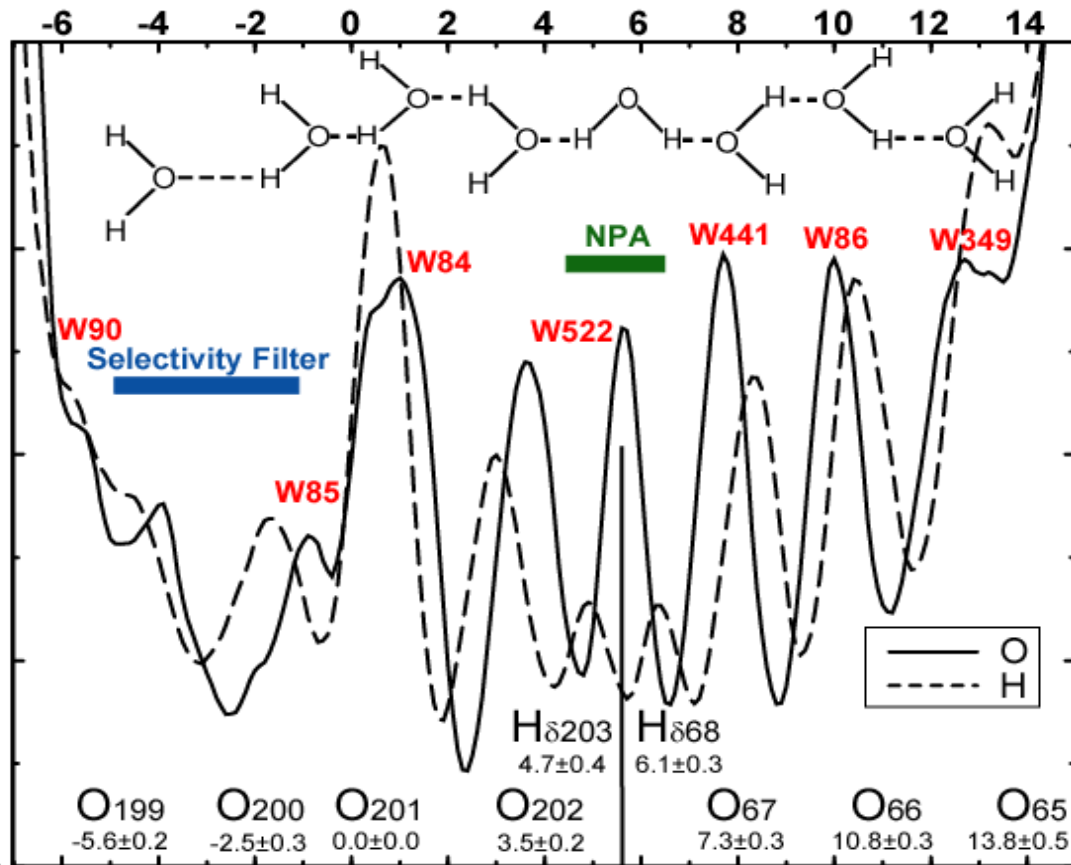 -6 -4 -2 0 2 4 6 8 10 12 14
H H O H H
H O H O H O H
H O H H O H H O
O H H H H
H
NPA W441 W86 W349
W84
W90 W522
Selectivity Filter
W85
O
H
Hδ203 Hδ68
4.7±0.4 6.1±0.3
O199 O200 O201 O202 O67 O66 O65
-5.6±0.2 -2.5±0.3 0.0±0.0 3.5±0.2 7.3±0.3 10.8±0.3 13.8±0.5